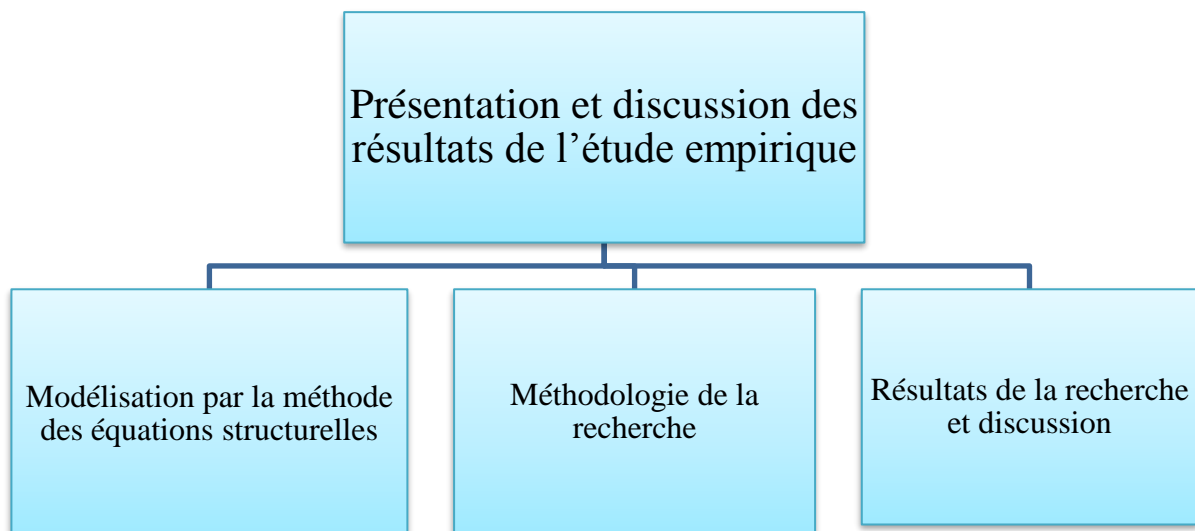 Présentation et discussion des
résultats de l’étude empirique
Modélisation par la méthode
des équations structurelles
Méthodologie de la
recherche
Résultats de la recherche
et discussion